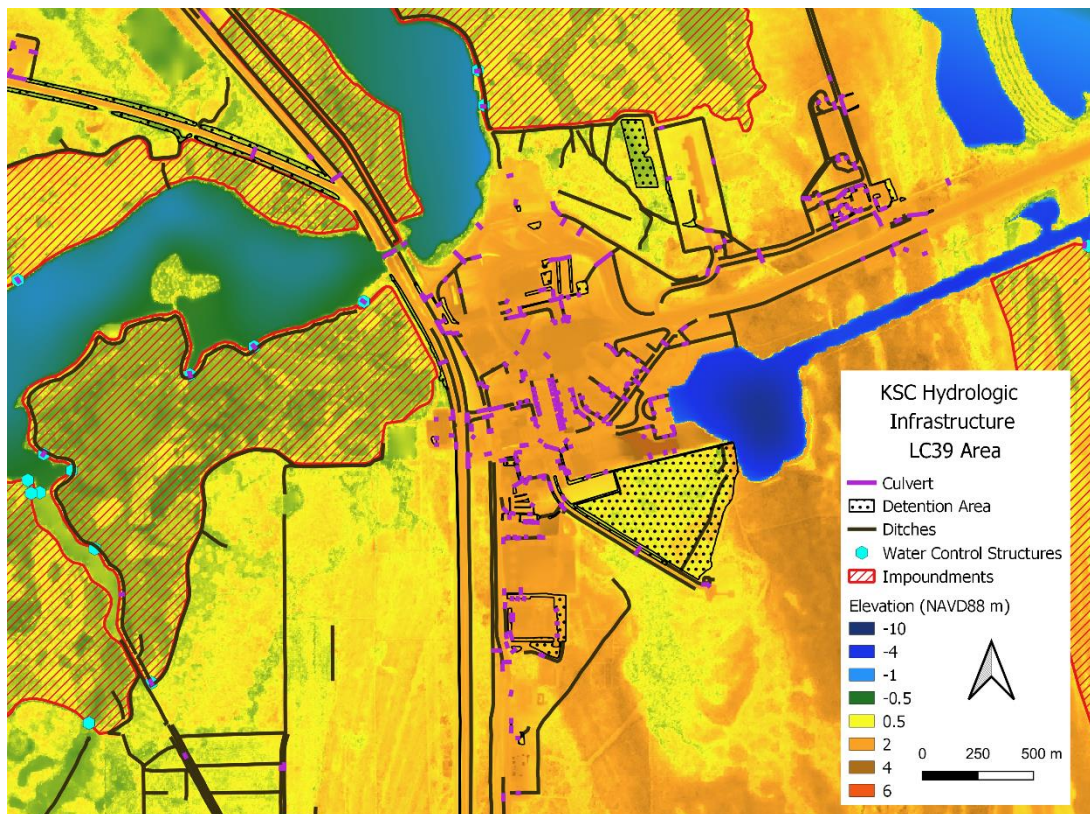 KSC Hydrologic
Infrastructure
LC39 Area
Culvert
Detention Area
Ditches
Water Control Structures
Impoundments
Elevation (NAVD88 m)
-10
-4
-1
-0.5
0.5
2
4
6
0 250 500 m